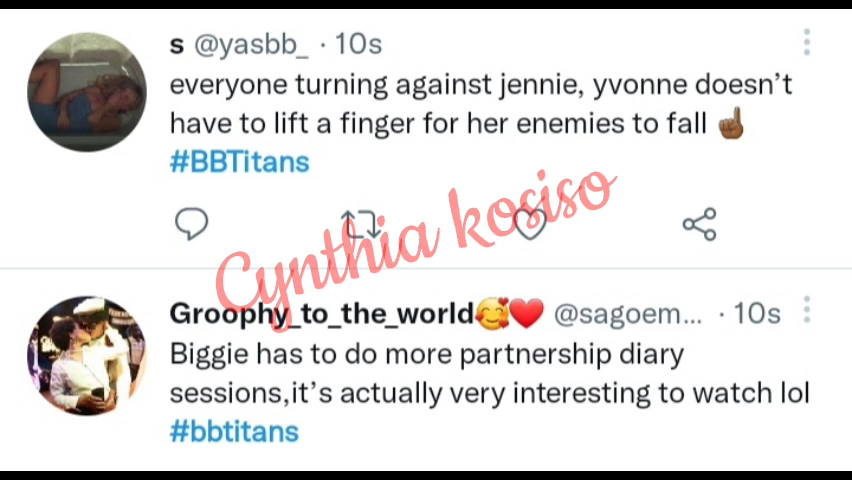 s @yasbb_ · 10s
everyone turning against jennie, yvonne doesn't
have to lift a finger for her enemies to fall ☝🏾
#BBTitans
Cynthia kosiso
Groophy_to_the_world🥰❤️ @sagoem... · 10s
Biggie has to do more partnership diary
sessions,it's actually very interesting to watch lol
#bbtitans